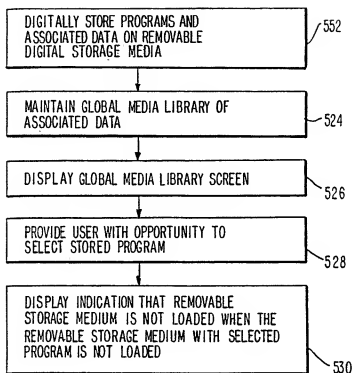 DIGITALLY STORE PROGRAMS AND
ASSOCIATED DATA ON REMOVABLE
DIGITAL STORAGE MEDIA
552
MAINTAIN GLOBAL MEDIA LIBRARY OF
ASSOCIATED DATA
524
DISPLAY GLOBAL MEDIA LIBRARY SCREEN
526
PROVIDE USER WITH OPPORTUNITY TO
SELECT STORED PROGRAM
528
DISPLAY INDICATION THAT REMOVABLE
STORAGE MEDIUM IS NOT LOADED WHEN THE
REMOVABLE STORAGE MEDIUM WITH SELECTED
PROGRAM IS NOT LOADED
530